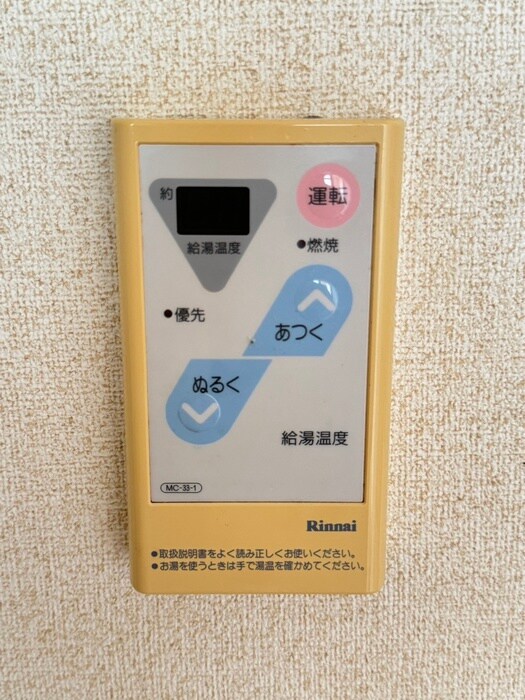 約
給湯温度
運転
●燃焼
●優先
あつく
ぬるく
給湯温度
MC-33-1
Rinnai
●取扱説明書をよく読み正しくお使いください。
●お湯を使うときは手で湯温を確かめてください。